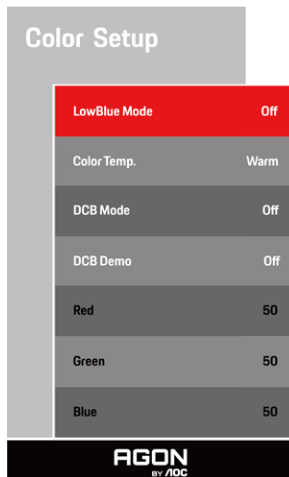 Color Setup
LowBlue Mode Off
Color Temp. Warm
DCB Mode Off
DCB Demo Off
Red 50
Green 50
Blue 50
AGON
BY AOC